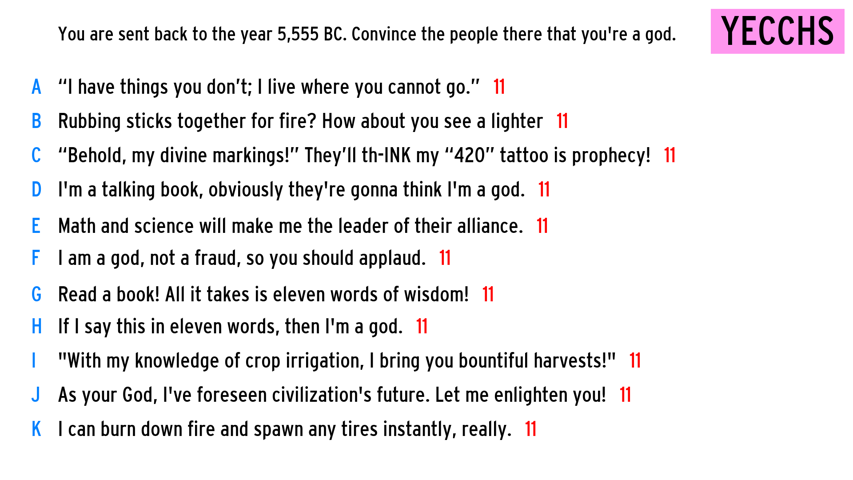 You are sent back to the year 5,555 BC. Convince the people there that you're a god. YECCHS
A “I have things you don’t; I live where you cannot go.” 11
B Rubbing sticks together for fire? How about you see a lighter 11
C “Behold, my divine markings!” They’ll th-INK my “420” tattoo is prophecy! 11
D I'm a talking book, obviously they're gonna think I'm a god. 11
E Math and science will make me the leader of their alliance. 11
F I am a god, not a fraud, so you should applaud. 11
G Read a book! All it takes is eleven words of wisdom! 11
H If I say this in eleven words, then I'm a god. 11
I "With my knowledge of crop irrigation, I bring you bountiful harvests!" 11
J As your God, I've foreseen civilization's future. Let me enlighten you! 11
K I can burn down fire and spawn any tires instantly, really. 11